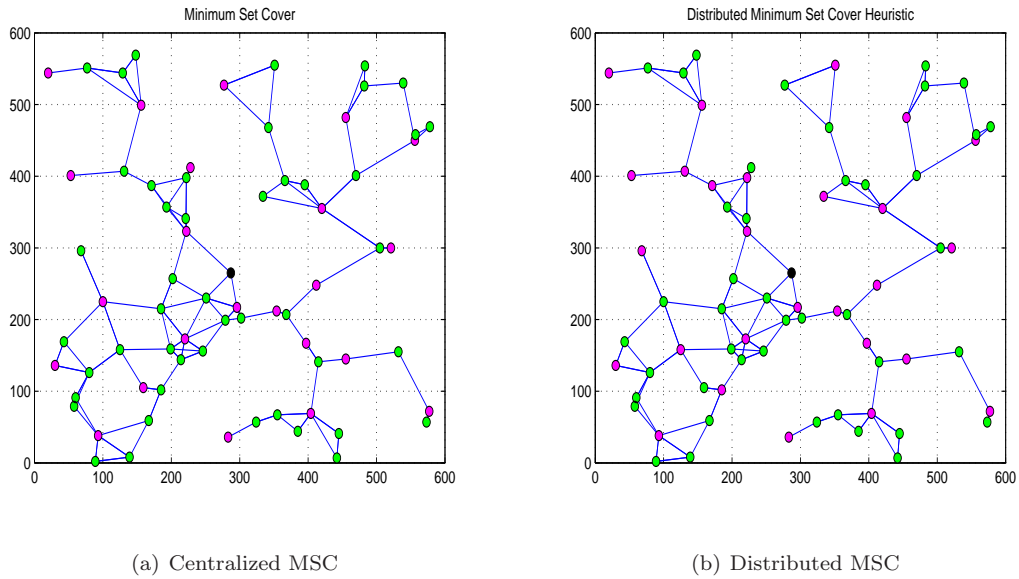 Minimum Set Cover
600
500
400
300
200
100
0
0 100 200 300 400 500 600
(a) Centralized MSC
Distributed Minimum Set Cover Heuristic
600
500
400
300
200
100
0
0 100 200 300 400 500 600
(b) Distributed MSC